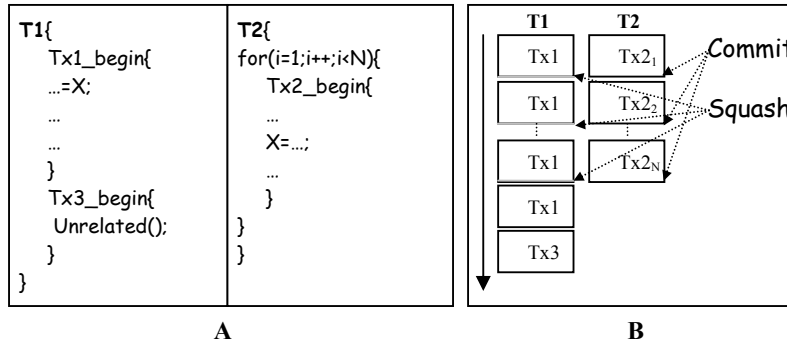 T1{
Tx1_begin{
...=X;
...
...
}
Tx3_begin{
Unrelated();
}
}
T2{
for(i=1;i++;i<N){
Tx2_begin{
...
X=...;
...
}
}
}
A
T1 T2
Tx1 Tx2₁ Commit
Tx1 Tx2₂ Squash
Tx1 Tx2N
Tx1
Tx3
B